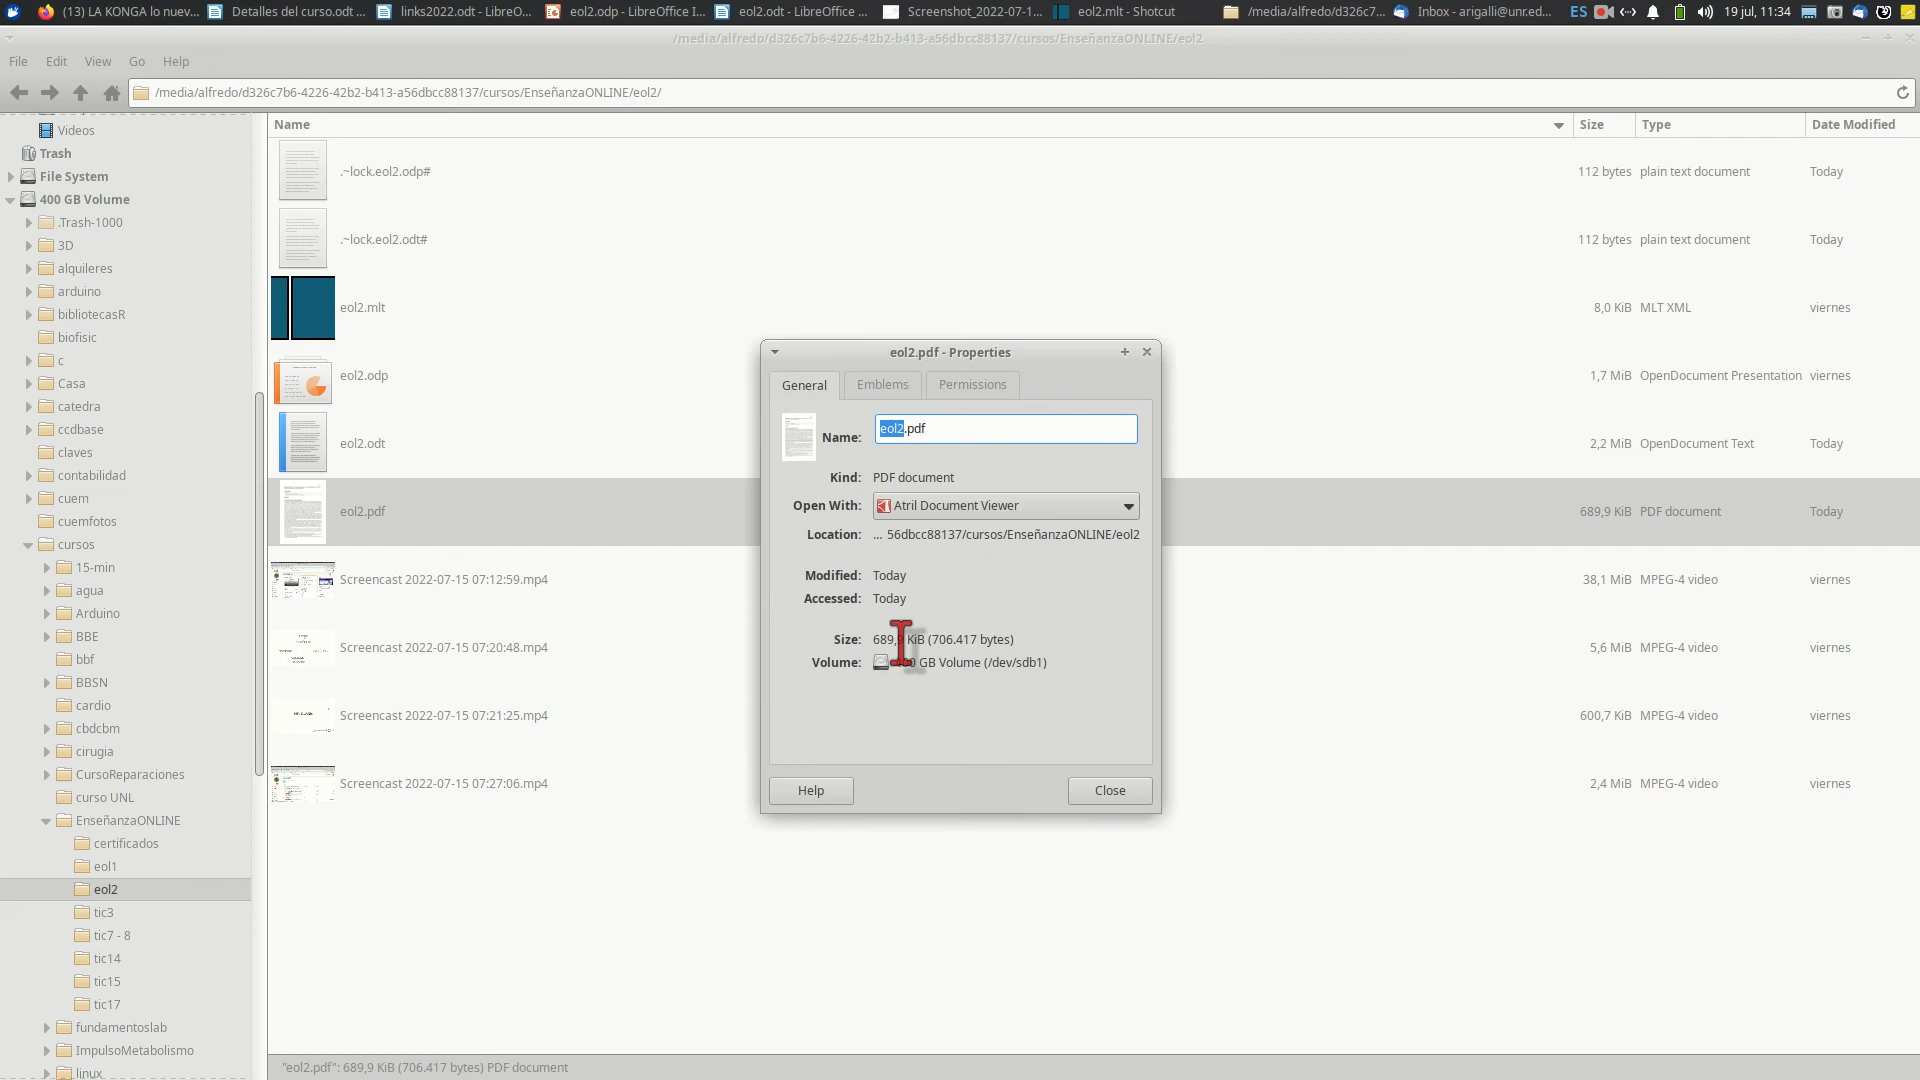 (13) LA KONGA lo nuev... Detalles del curso.odt ... links2022.odt - LibreO... eol2.odp - LibreOffice I... eol2.odt - LibreOffice ... Screenshot_2022-07-1... eol2.mlt - Shotcut /media/alfredo/d326c7... Inbox - arigalli@unr.ed... ES 19 jul, 11:34
/media/alfredo/d326c7b6-4226-42b2-b413-a56dbcc88137/cursos/EnseñanzaONLINE/eol2
File Edit View Go Help
/media/alfredo/d326c7b6-4226-42b2-b413-a56dbcc88137/cursos/EnseñanzaONLINE/eol2/
Videos
Trash
File System
400 GB Volume
.Trash-1000
3D
alquileres
arduino
bibliotecasR
biofisic
c
Casa
catedra
ccdbase
claves
contabilidad
cuem
cuemfotos
cursos
15-min
agua
Arduino
BBE
bbf
BBSN
cardio
cbdcbm
cirugia
CursoReparaciones
curso UNL
EnseñanzaONLINE
certificados
eol1
eol2
tic3
tic7 - 8
tic14
tic15
tic17
fundamentoslab
ImpulsoMetabolismo
linux
Name Size Type Date Modified
.~lock.eol2.odp# 112 bytes plain text document Today
.~lock.eol2.odt# 112 bytes plain text document Today
eol2.mlt 8,0 KiB MLT XML viernes
eol2.odp 1,7 MiB OpenDocument Presentation viernes
eol2.odt 2,2 MiB OpenDocument Text Today
eol2.pdf 689,9 KiB PDF document Today
Screencast 2022-07-15 07:12:59.mp4 38,1 MiB MPEG-4 video viernes
Screencast 2022-07-15 07:20:48.mp4 5,6 MiB MPEG-4 video viernes
Screencast 2022-07-15 07:21:25.mp4 600,7 KiB MPEG-4 video viernes
Screencast 2022-07-15 07:27:06.mp4 2,4 MiB MPEG-4 video viernes
eol2.pdf - Properties
General Emblems Permissions
Name: eol2.pdf
Kind: PDF document
Open With: Atril Document Viewer
Location: ... 56dbcc88137/cursos/EnseñanzaONLINE/eol2
Modified: Today
Accessed: Today
Size: 689,9 KiB (706.417 bytes)
Volume: 400 GB Volume (/dev/sdb1)
Help Close
"eol2.pdf": 689,9 KiB (706.417 bytes) PDF document